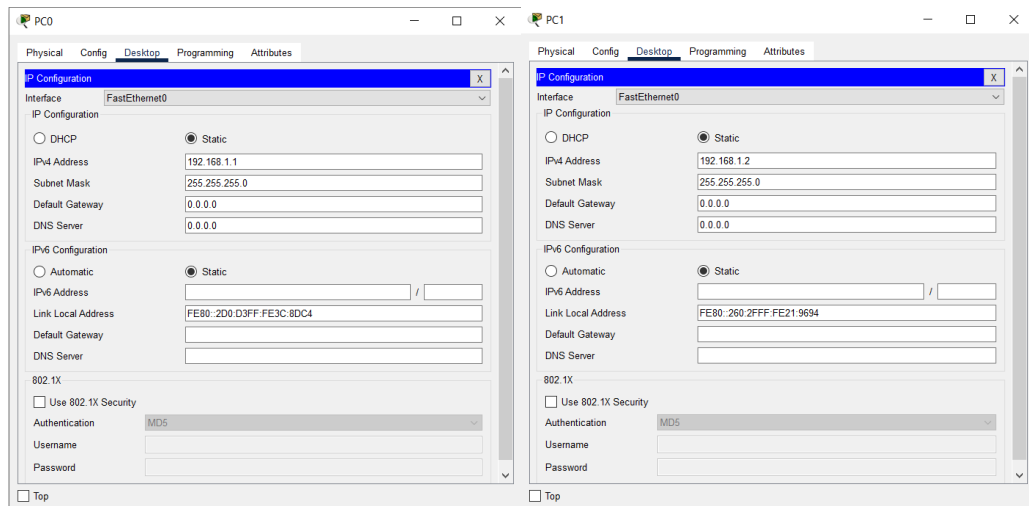 PC0
Physical Config Desktop Programming Attributes
IP Configuration X
Interface FastEthernet0
IP Configuration
DHCP Static
IPv4 Address 192.168.1.1
Subnet Mask 255.255.255.0
Default Gateway 0.0.0.0
DNS Server 0.0.0.0
IPv6 Configuration
Automatic Static
IPv6 Address /
Link Local Address FE80::2D0:D3FF:FE3C:8DC4
Default Gateway
DNS Server
802.1X
Use 802.1X Security
Authentication MD5
Username
Password
Top
PC1
Physical Config Desktop Programming Attributes
IP Configuration X
Interface FastEthernet0
IP Configuration
DHCP Static
IPv4 Address 192.168.1.2
Subnet Mask 255.255.255.0
Default Gateway 0.0.0.0
DNS Server 0.0.0.0
IPv6 Configuration
Automatic Static
IPv6 Address /
Link Local Address FE80::260:2FFF:FE21:9694
Default Gateway
DNS Server
802.1X
Use 802.1X Security
Authentication MD5
Username
Password
Top